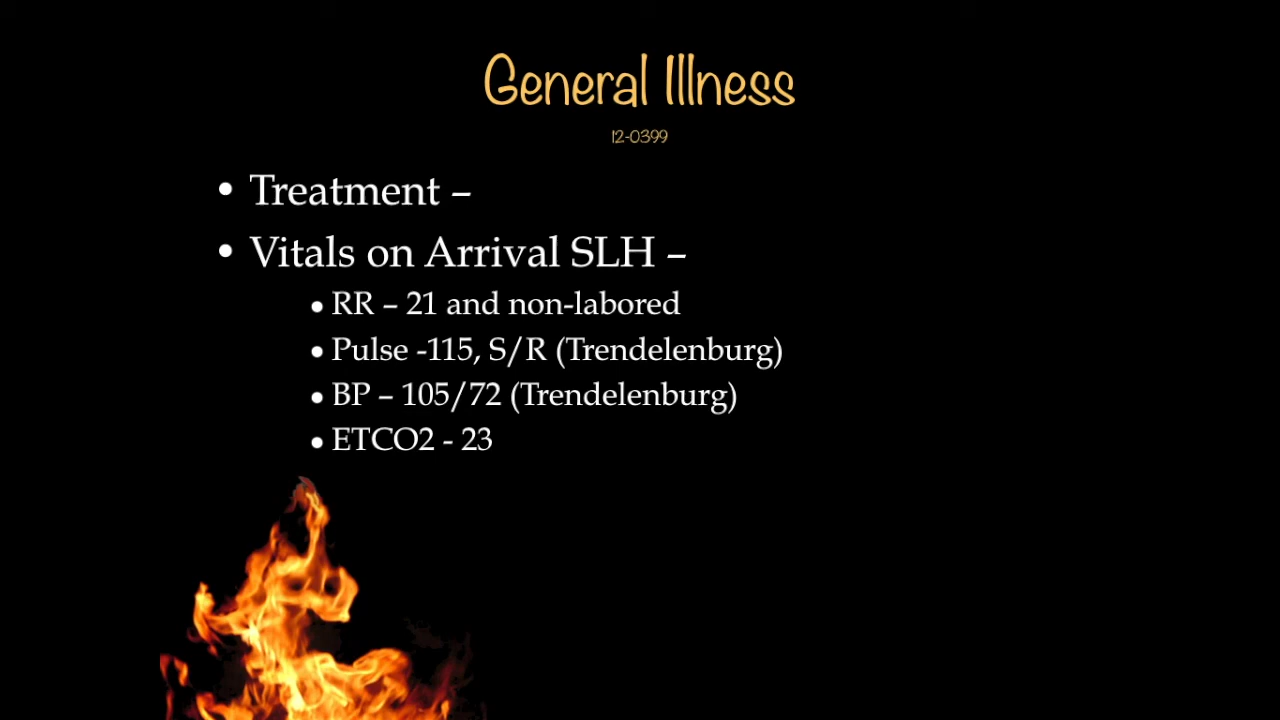 General Illness
12-0399
• Treatment –
• Vitals on Arrival SLH –
• RR – 21 and non-labored
• Pulse -115, S/R (Trendelenburg)
• BP – 105/72 (Trendelenburg)
• ETCO2 - 23